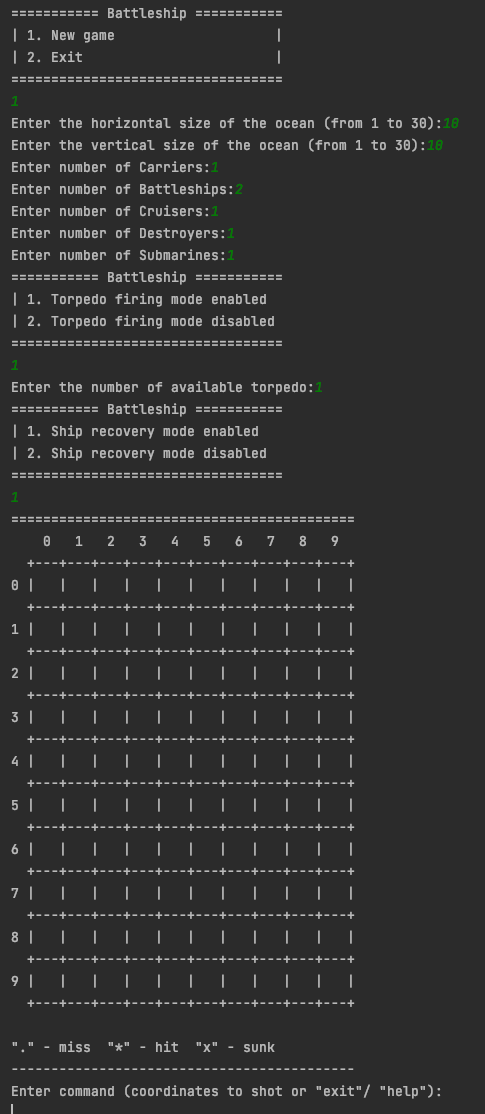 =========== Battleship ===========
| 1. New game                    |
| 2. Exit                        |
==================================
1
Enter the horizontal size of the ocean (from 1 to 30):10
Enter the vertical size of the ocean (from 1 to 30):10
Enter number of Carriers:1
Enter number of Battleships:2
Enter number of Cruisers:1
Enter number of Destroyers:1
Enter number of Submarines:1
=========== Battleship ===========
| 1. Torpedo firing mode enabled
| 2. Torpedo firing mode disabled
==================================
1
Enter the number of available torpedo:1
=========== Battleship ===========
| 1. Ship recovery mode enabled
| 2. Ship recovery mode disabled
==================================
1
===========================================
    0   1   2   3   4   5   6   7   8   9
  +---+---+---+---+---+---+---+---+---+---+
0 |   |   |   |   |   |   |   |   |   |   |
  +---+---+---+---+---+---+---+---+---+---+
1 |   |   |   |   |   |   |   |   |   |   |
  +---+---+---+---+---+---+---+---+---+---+
2 |   |   |   |   |   |   |   |   |   |   |
  +---+---+---+---+---+---+---+---+---+---+
3 |   |   |   |   |   |   |   |   |   |   |
  +---+---+---+---+---+---+---+---+---+---+
4 |   |   |   |   |   |   |   |   |   |   |
  +---+---+---+---+---+---+---+---+---+---+
5 |   |   |   |   |   |   |   |   |   |   |
  +---+---+---+---+---+---+---+---+---+---+
6 |   |   |   |   |   |   |   |   |   |   |
  +---+---+---+---+---+---+---+---+---+---+
7 |   |   |   |   |   |   |   |   |   |   |
  +---+---+---+---+---+---+---+---+---+---+
8 |   |   |   |   |   |   |   |   |   |   |
  +---+---+---+---+---+---+---+---+---+---+
9 |   |   |   |   |   |   |   |   |   |   |
  +---+---+---+---+---+---+---+---+---+---+
"." - miss  "*" - hit  "x" - sunk
-------------------------------------------
Enter command (coordinates to shot or "exit"/ "help"):